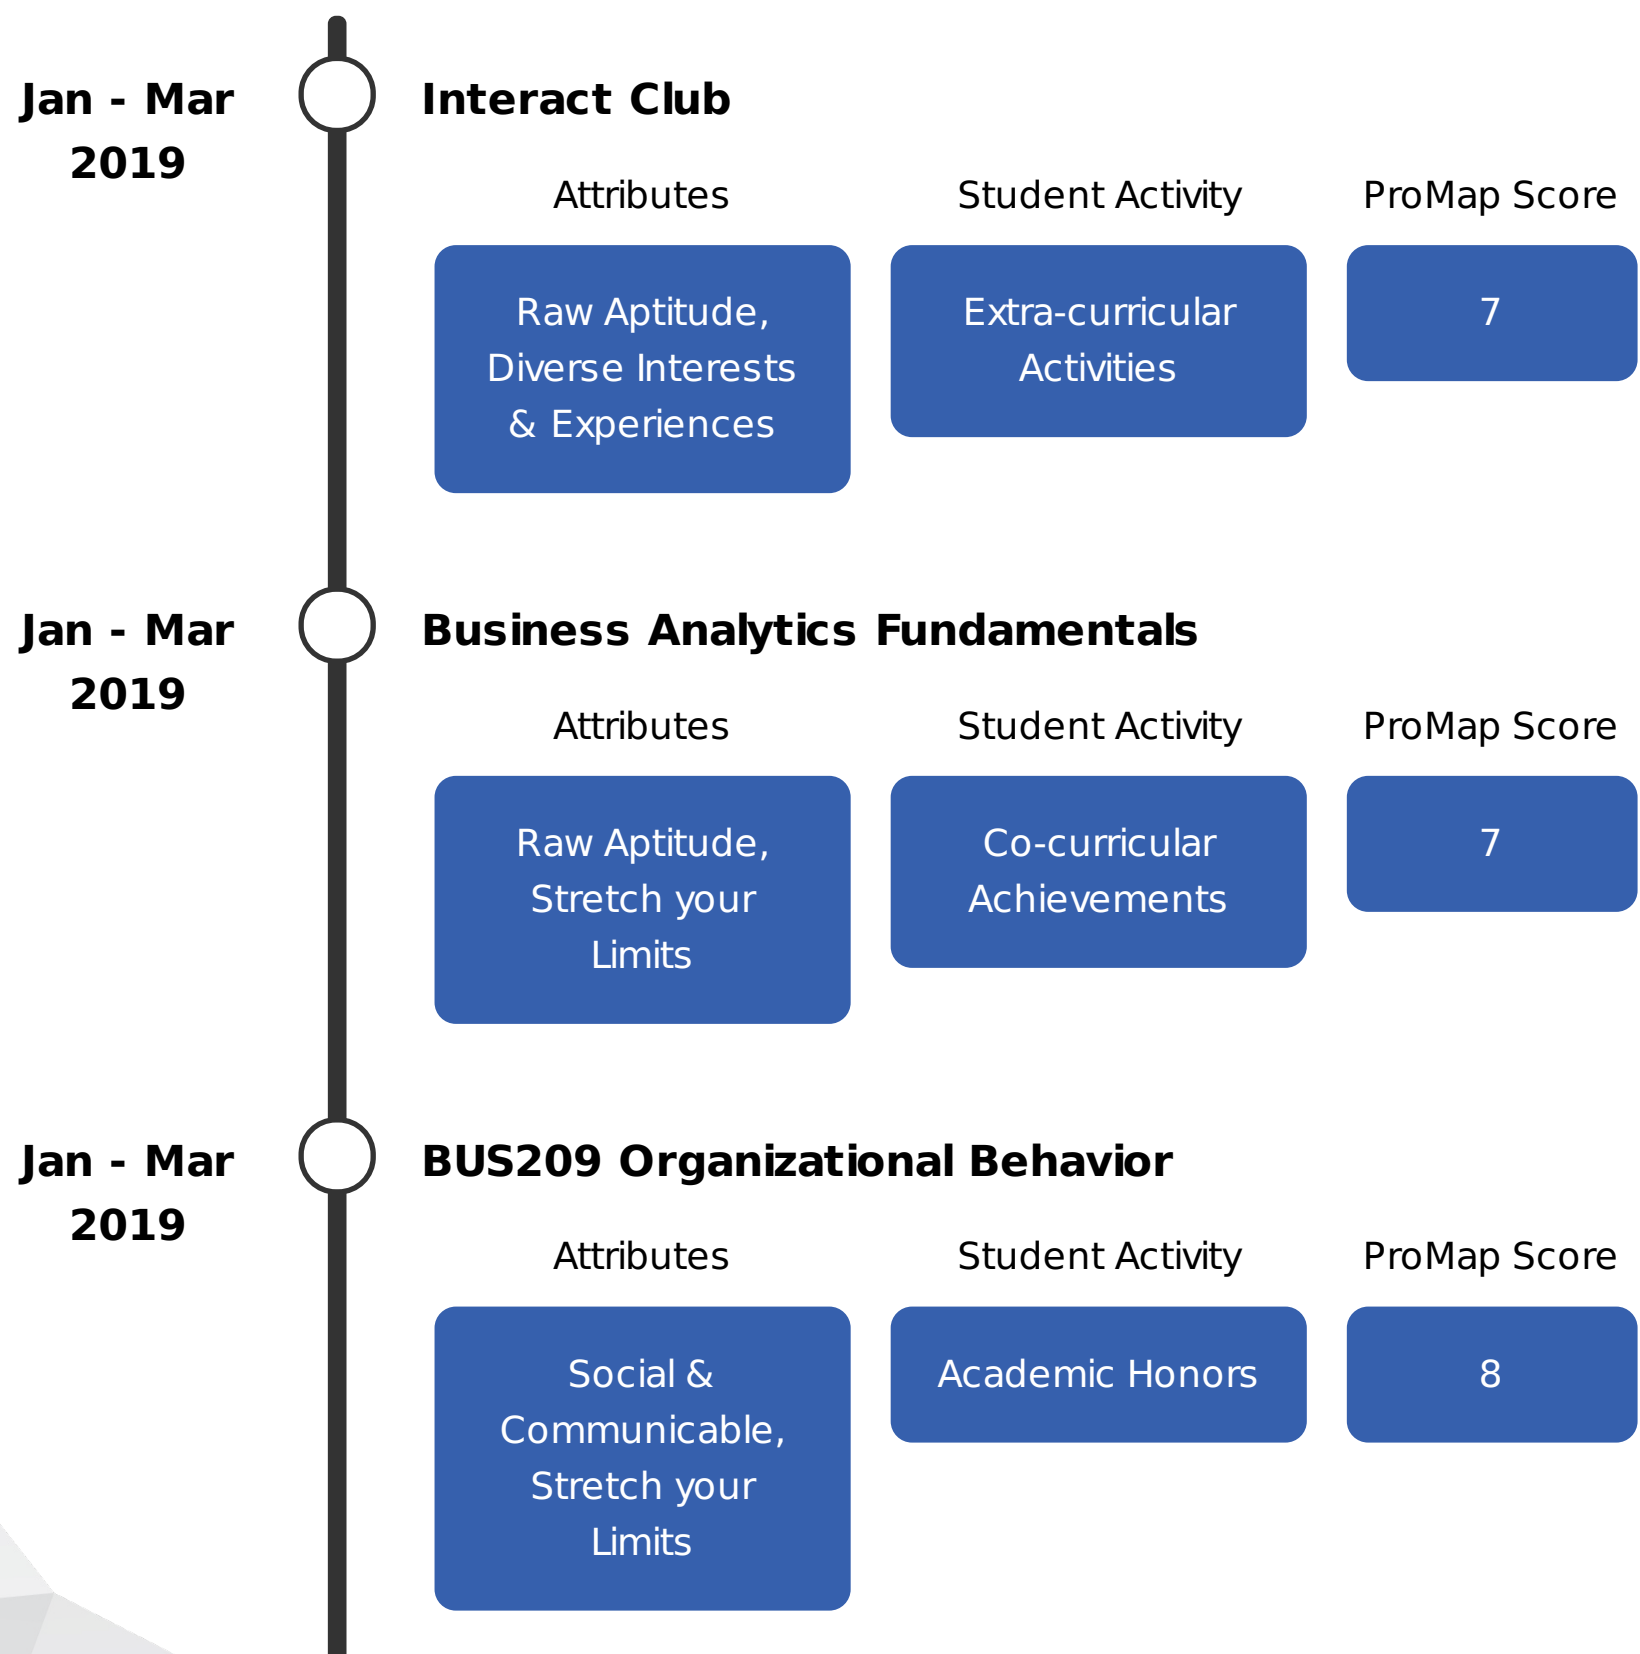 Jan - Mar
2019
Interact Club
Attributes
Student Activity
ProMap Score
Raw Aptitude,
Diverse Interests
& Experiences
Extra-curricular
Activities
7
Jan - Mar
2019
Business Analytics Fundamentals
Attributes
Student Activity
ProMap Score
Raw Aptitude,
Stretch your
Limits
Co-curricular
Achievements
7
Jan - Mar
2019
BUS209 Organizational Behavior
Attributes
Student Activity
ProMap Score
Social &
Communicable,
Stretch your
Limits
Academic Honors
8